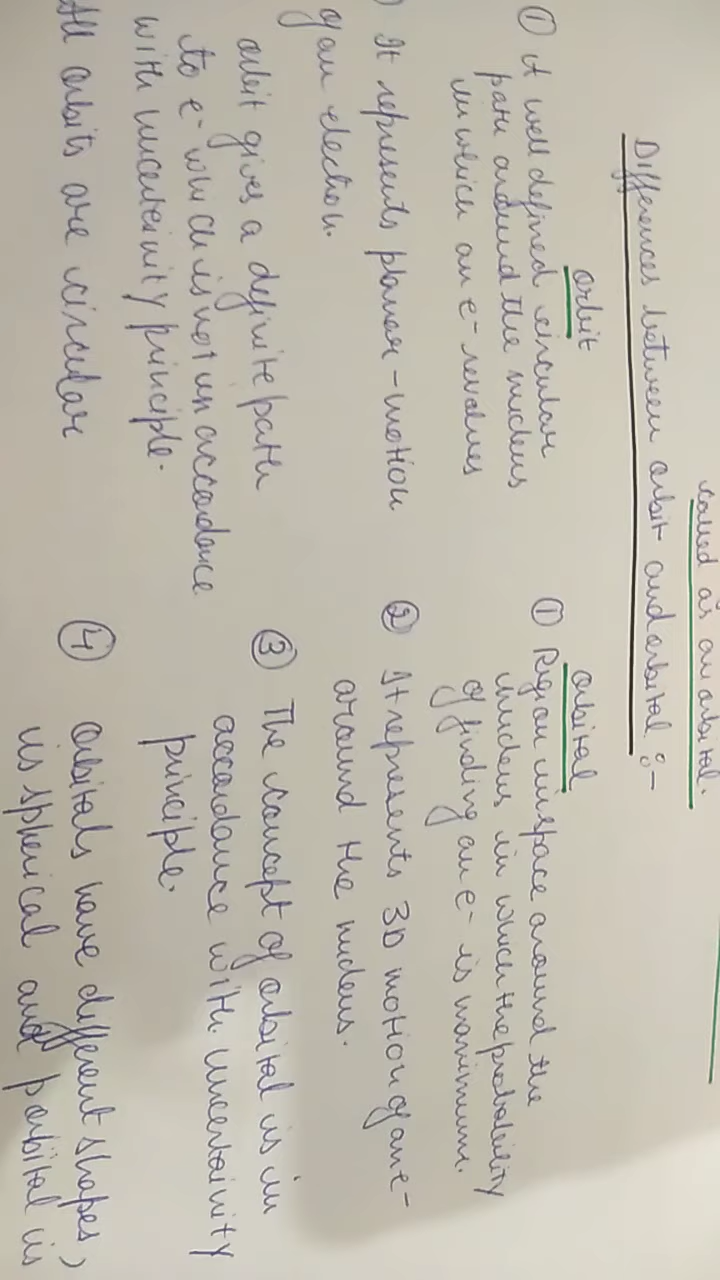 called as an orbital.
Differences between orbit and orbital :-
orbit
① A well defined circular
path around the nucleus
in which an e- revolves
It represents planar-motion
of an electron.
orbit gives a definite path
to e- which is not in accordance
with uncertainity principle.
All orbits are circular
orbital
① Region in space around the
nucleus in which the probability
of finding an e- is maximum.
② It represents 3D motion of an e-
around the nucleus.
③ The concept of orbital is in
accordance with uncertainity
principle.
④ orbitals have different shapes,
is spherical and p orbital is